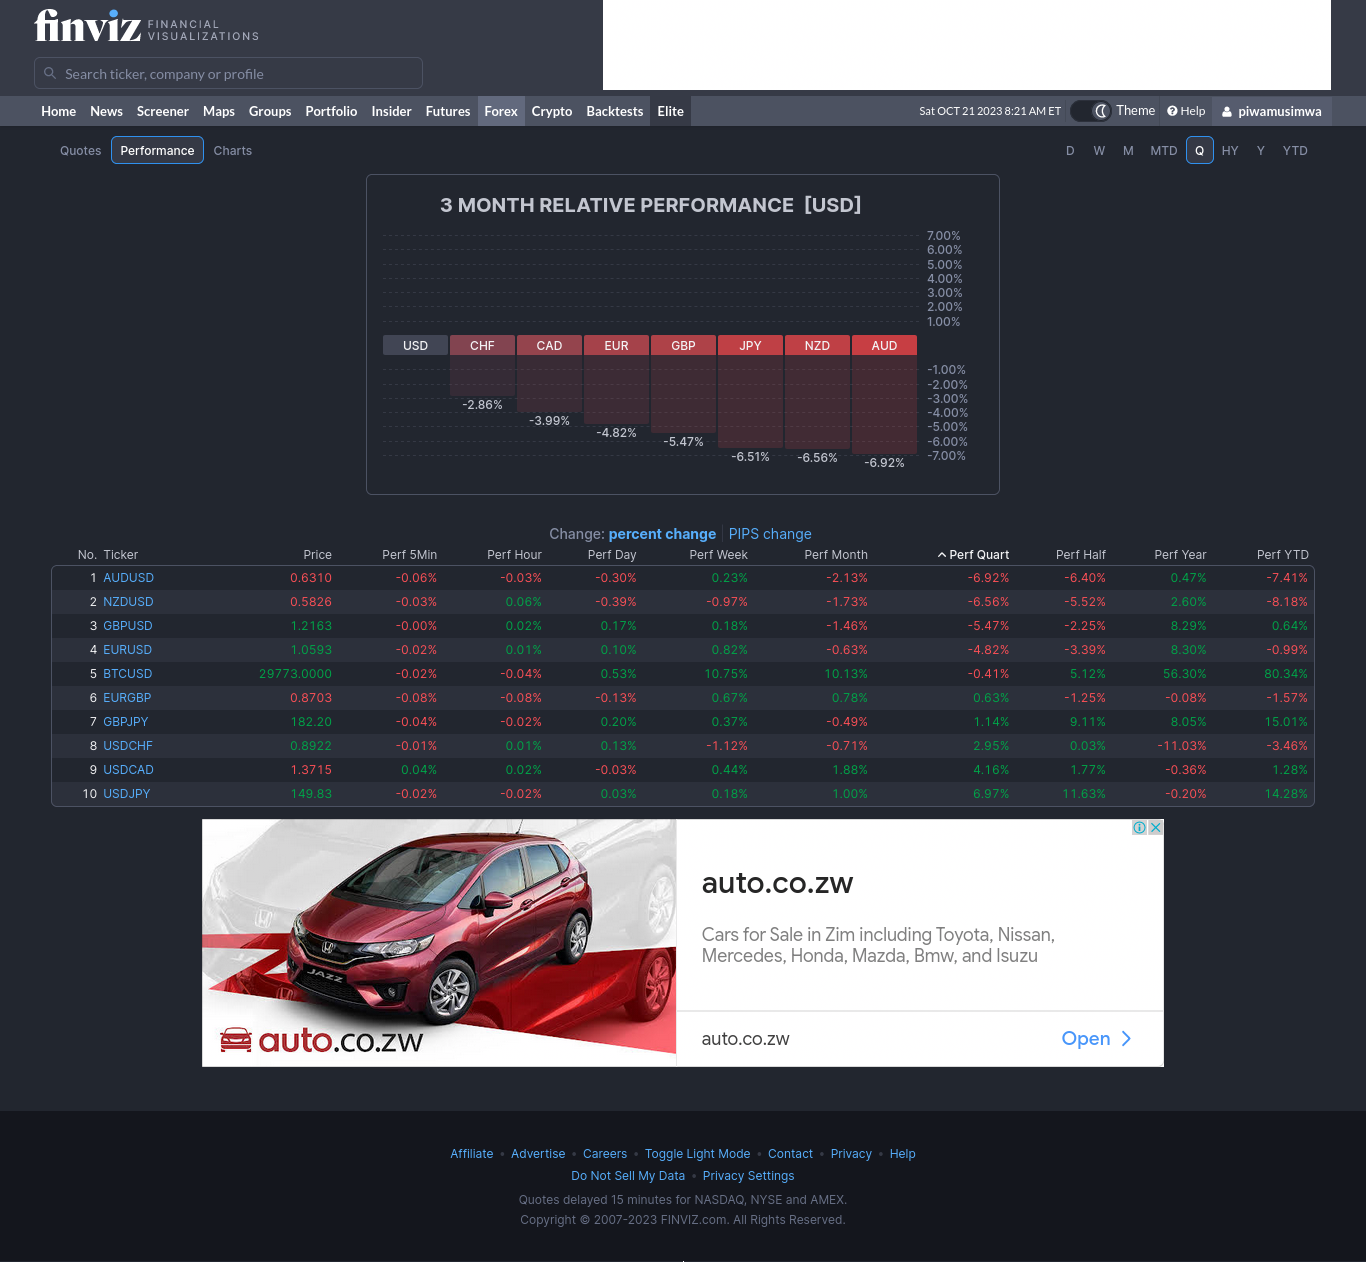 finviz FINANCIAL
VISUALIZATIONS
Search ticker, company or profile
Home News Screener Maps Groups Portfolio Insider Futures Forex Crypto Backtests Elite Sat OCT 21 2023 8:21 AM ET Theme Help piwamusimwa
Quotes Performance Charts D W M MTD Q HY Y YTD
3 MONTH RELATIVE PERFORMANCE [USD]
7.00%
6.00%
5.00%
4.00%
3.00%
2.00%
1.00%
USD CHF CAD EUR GBP JPY NZD AUD
-1.00%
-2.00%
-3.00%
-2.86%
-4.00%
-3.99%
-5.00%
-4.82%
-6.00%
-5.47%
-7.00%
-6.51% -6.56% -6.92%
Change: percent change PIPS change
No. Ticker Price Perf 5Min Perf Hour Perf Day Perf Week Perf Month Perf Quart Perf Half Perf Year Perf YTD
1 AUDUSD 0.6310 -0.06% -0.03% -0.30% 0.23% -2.13% -6.92% -6.40% 0.47% -7.41%
2 NZDUSD 0.5826 -0.03% 0.06% -0.39% -0.97% -1.73% -6.56% -5.52% 2.60% -8.18%
3 GBPUSD 1.2163 -0.00% 0.02% 0.17% 0.18% -1.46% -5.47% -2.25% 8.29% 0.64%
4 EURUSD 1.0593 -0.02% 0.01% 0.10% 0.82% -0.63% -4.82% -3.39% 8.30% -0.99%
5 BTCUSD 29773.0000 -0.02% -0.04% 0.53% 10.75% 10.13% -0.41% 5.12% 56.30% 80.34%
6 EURGBP 0.8703 -0.08% -0.08% -0.13% 0.67% 0.78% 0.63% -1.25% -0.08% -1.57%
7 GBPJPY 182.20 -0.04% -0.02% 0.20% 0.37% -0.49% 1.14% 9.11% 8.05% 15.01%
8 USDCHF 0.8922 -0.01% 0.01% 0.13% -1.12% -0.71% 2.95% 0.03% -11.03% -3.46%
9 USDCAD 1.3715 0.04% 0.02% -0.03% 0.44% 1.88% 4.16% 1.77% -0.36% 1.28%
10 USDJPY 149.83 -0.02% -0.02% 0.03% 0.18% 1.00% 6.97% 11.63% -0.20% 14.28%
JAZZ
auto.co.zw
auto.co.zw
Cars for Sale in Zim including Toyota, Nissan,
Mercedes, Honda, Mazda, Bmw, and Isuzu
auto.co.zw Open
Affiliate • Advertise • Careers • Toggle Light Mode • Contact • Privacy • Help
Do Not Sell My Data • Privacy Settings
Quotes delayed 15 minutes for NASDAQ, NYSE and AMEX.
Copyright © 2007-2023 FINVIZ.com. All Rights Reserved.